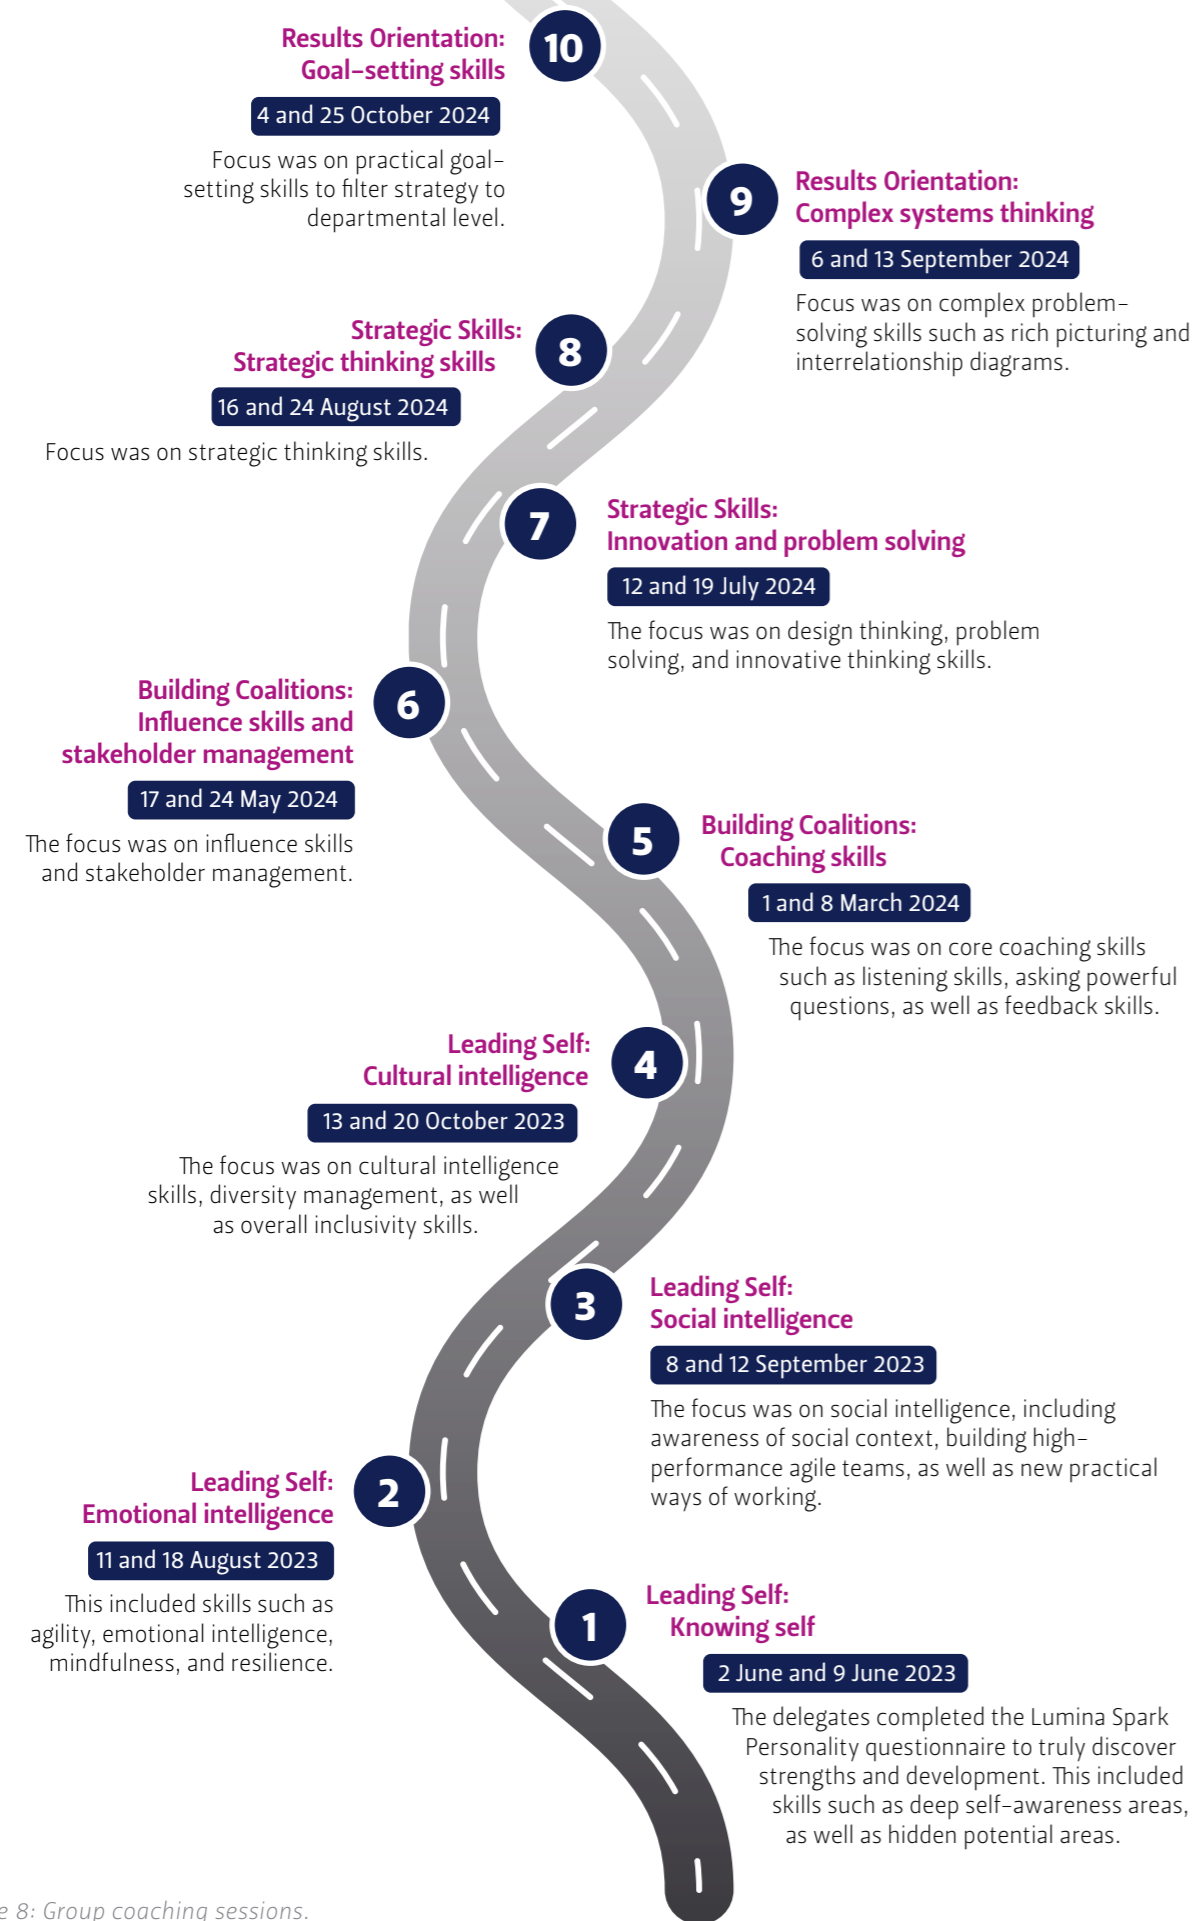 10
Results Orientation:
Goal-setting skills
4 and 25 October 2024
Focus was on practical goal-
setting skills to filter strategy to
departmental level.
9
Results Orientation:
Complex systems thinking
6 and 13 September 2024
Focus was on complex problem-
solving skills such as rich picturing and
interrelationship diagrams.
8
Strategic Skills:
Strategic thinking skills
16 and 24 August 2024
Focus was on strategic thinking skills.
7
Strategic Skills:
Innovation and problem solving
12 and 19 July 2024
The focus was on design thinking, problem
solving, and innovative thinking skills.
6
Building Coalitions:
Influence skills and
stakeholder management
17 and 24 May 2024
The focus was on influence skills
and stakeholder management.
5
Building Coalitions:
Coaching skills
1 and 8 March 2024
The focus was on core coaching skills
such as listening skills, asking powerful
questions, as well as feedback skills.
4
Leading Self:
Cultural intelligence
13 and 20 October 2023
The focus was on cultural intelligence
skills, diversity management, as well
as overall inclusivity skills.
3
Leading Self:
Social intelligence
8 and 12 September 2023
The focus was on social intelligence, including
awareness of social context, building high-
performance agile teams, as well as new practical
ways of working.
2
Leading Self:
Emotional intelligence
11 and 18 August 2023
This included skills such as
agility, emotional intelligence,
mindfulness, and resilience.
1
Leading Self:
Knowing self
2 June and 9 June 2023
The delegates completed the Lumina Spark
Personality questionnaire to truly discover
strengths and development. This included
skills such as deep self-awareness areas,
as well as hidden potential areas.
8: Group coaching sessions.